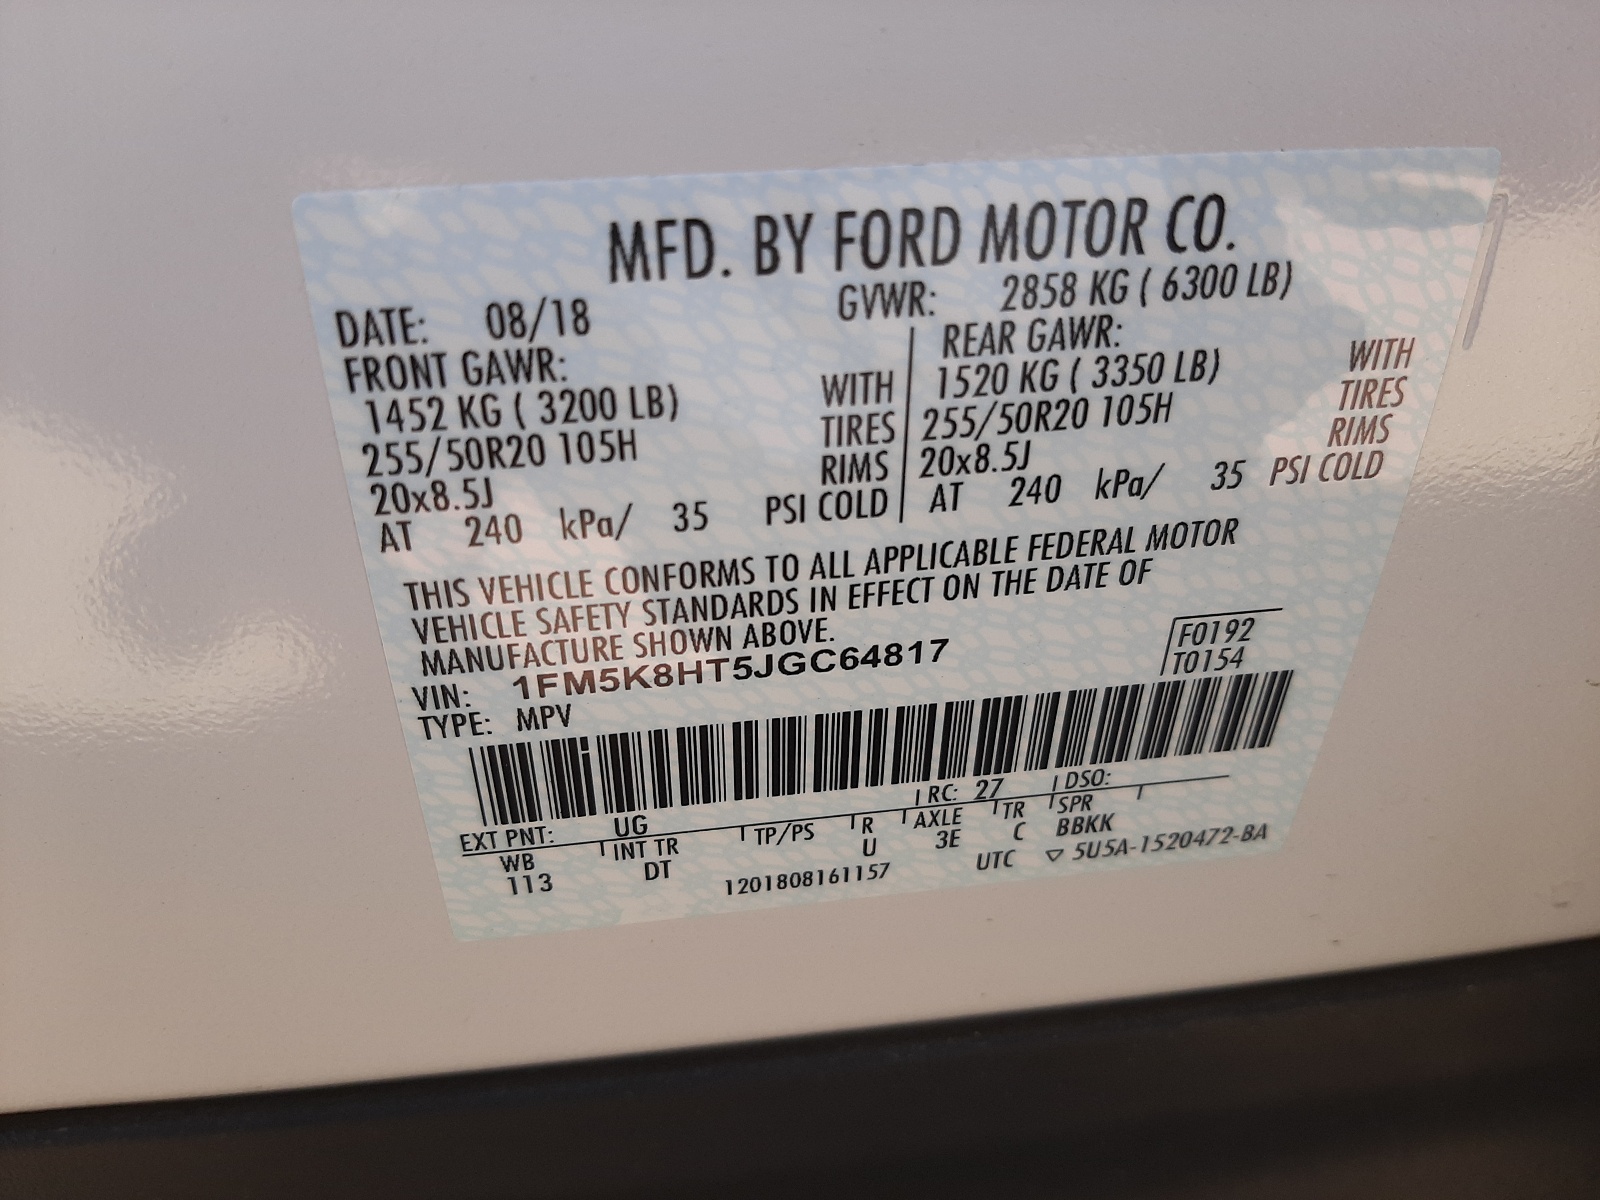 MFD. BY FORD MOTOR CO.
DATE: 08/18 GVWR: 2858 KG ( 6300 LB)
FRONT GAWR: REAR GAWR:
1452 KG ( 3200 LB) WITH 1520 KG ( 3350 LB) WITH
255/50R20 105H TIRES 255/50R20 105H TIRES
20x8.5J RIMS 20x8.5J RIMS
AT 240 kPa/ 35 PSI COLD AT 240 kPa/ 35 PSI COLD
THIS VEHICLE CONFORMS TO ALL APPLICABLE FEDERAL MOTOR
VEHICLE SAFETY STANDARDS IN EFFECT ON THE DATE OF
MANUFACTURE SHOWN ABOVE.
VIN: 1FM5K8HT5JGC64817 F0192
TYPE: MPV T0154
EXT PNT: UG RC: 27 DSO:
WB INT TR TP/PS R AXLE TR SPR
113 DT U 3E C BBKK
1201808161157 UTC ▽ 5U5A-1520472-BA